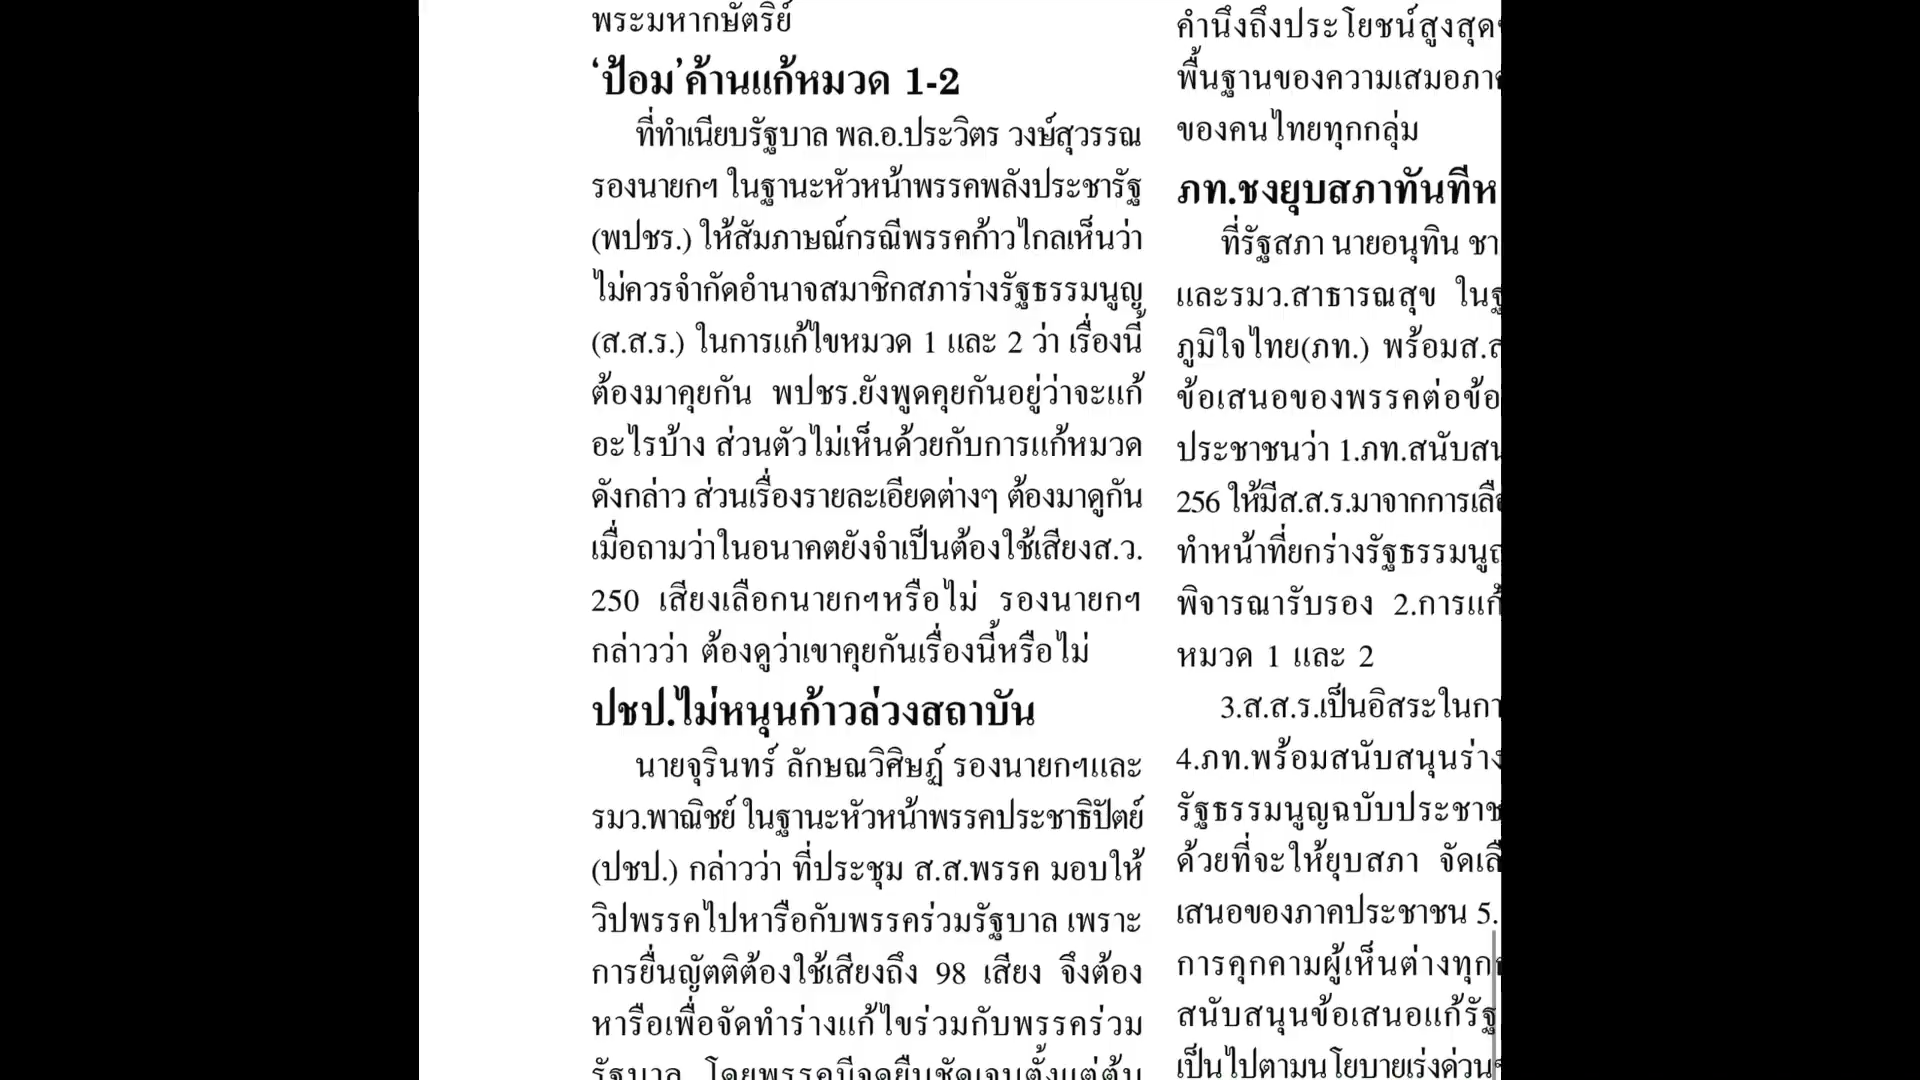 พระมหากษัตริย์
‘ป้อม’ค้านแก้หมวด 1-2
ที่ทำเนียบรัฐบาล พล.อ.ประวิตร วงษ์สุวรรณ
รองนายกฯ ในฐานะหัวหน้าพรรคพลังประชารัฐ
(พปชร.) ให้สัมภาษณ์กรณีพรรคก้าวไกลเห็นว่า
ไม่ควรจำกัดอำนาจสมาชิกสภาร่างรัฐธรรมนูญ
(ส.ส.ร.) ในการแก้ไขหมวด 1 และ 2 ว่า เรื่องนี้
ต้องมาคุยกัน พปชร.ยังพูดคุยกันอยู่ว่าจะแก้
อะไรบ้าง ส่วนตัวไม่เห็นด้วยกับการแก้หมวด
ดังกล่าว ส่วนเรื่องรายละเอียดต่างๆ ต้องมาดูกัน
เมื่อถามว่าในอนาคตยังจำเป็นต้องใช้เสียงส.ว.
250 เสียงเลือกนายกฯหรือไม่ รองนายกฯ
กล่าวว่า ต้องดูว่าเขาคุยกันเรื่องนี้หรือไม่
ปชป.ไม่หนุนก้าวล่วงสถาบัน
นายจุรินทร์ ลักษณวิศิษฏ์ รองนายกฯและ
รมว.พาณิชย์ ในฐานะหัวหน้าพรรคประชาธิปัตย์
(ปชป.) กล่าวว่า ที่ประชุม ส.ส.พรรค มอบให้
วิปพรรคไปหารือกับพรรคร่วมรัฐบาล เพราะ
การยื่นญัตติต้องใช้เสียงถึง 98 เสียง จึงต้อง
หารือเพื่อจัดทำร่างแก้ไขร่วมกับพรรคร่วม
รัฐบาล โดยพรรคมีจุดยืนชัดเจนตั้งแต่ต้น
คำนึงถึงประโยชน์สูงสุด
พื้นฐานของความเสมอภาค
ของคนไทยทุกกลุ่ม
ภท.ชงยุบสภาทันที
ที่รัฐสภา นายอนุทิน ชา
และรมว.สาธารณสุข ใน
ภูมิใจไทย(ภท.) พร้อมส.ส
ข้อเสนอของพรรคต่อข้อ
ประชาชนว่า 1.ภท.สนับสน
256 ให้มีส.ส.ร.มาจากการเลือ
ทำหน้าที่ยกร่างรัฐธรรมนูญ
พิจารณารับรอง 2.การแก้
หมวด 1 และ 2
3.ส.ส.ร.เป็นอิสระในกา
4.ภท.พร้อมสนับสนุนร่าง
รัฐธรรมนูญฉบับประชาช
ด้วยที่จะให้ยุบสภา จัดเลื
เสนอของภาคประชาชน 5.
การคุกคามผู้เห็นต่างทุก
สนับสนุนข้อเสนอแก้รัฐ
เป็นไปตามนโยบายเร่งด่วน